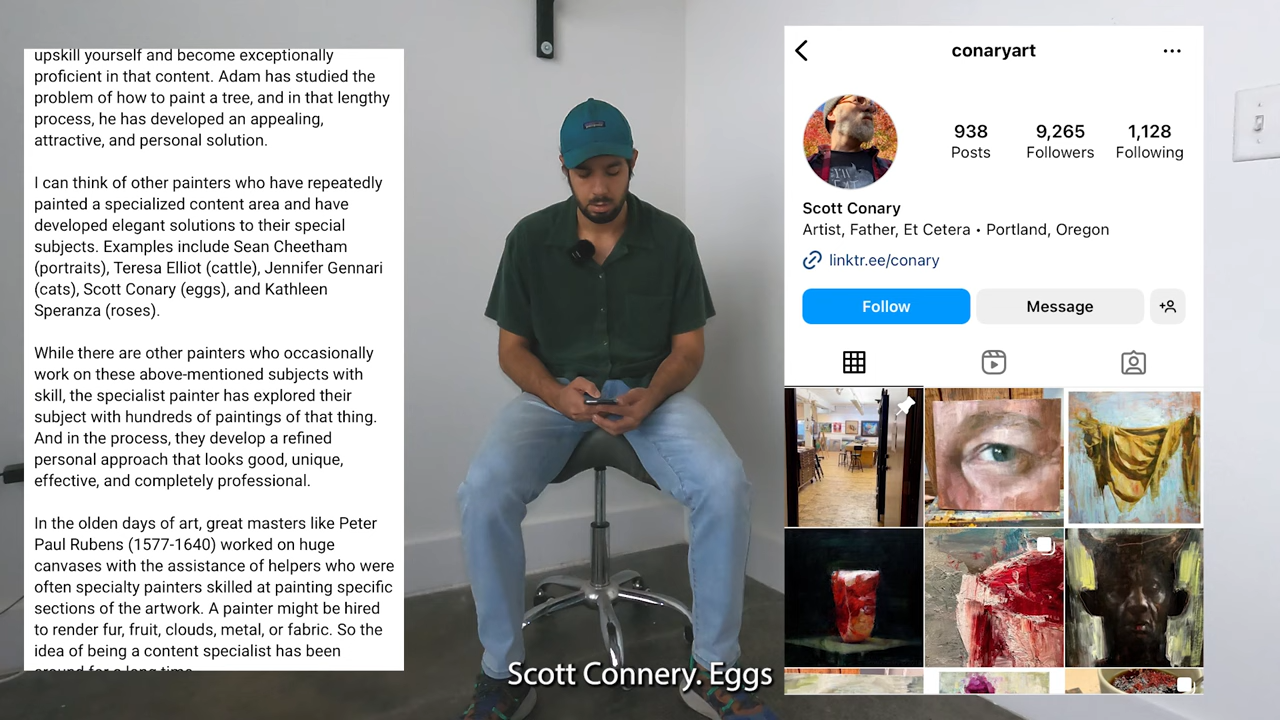 upskill yourself and become exceptionally
proficient in that content. Adam has studied the
problem of how to paint a tree, and in that lengthy
process, he has developed an appealing,
attractive, and personal solution.
I can think of other painters who have repeatedly
painted a specialized content area and have
developed elegant solutions to their special
subjects. Examples include Sean Cheetham
(portraits), Teresa Elliot (cattle), Jennifer Gennari
(cats), Scott Conary (eggs), and Kathleen
Speranza (roses).
While there are other painters who occasionally
work on these above-mentioned subjects with
skill, the specialist painter has explored their
subject with hundreds of paintings of that thing.
And in the process, they develop a refined
personal approach that looks good, unique,
effective, and completely professional.
In the olden days of art, great masters like Peter
Paul Rubens (1577-1640) worked on huge
canvases with the assistance of helpers who were
often specialty painters skilled at painting specific
sections of the artwork. A painter might be hired
to render fur, fruit, clouds, metal, or fabric. So the
idea of being a content specialist has been
around for a long time.
conaryart
938 9,265 1,128
Posts Followers Following
Scott Conary
Artist, Father, Et Cetera • Portland, Oregon
linktr.ee/conary
Follow Message
Scott Connery. Eggs